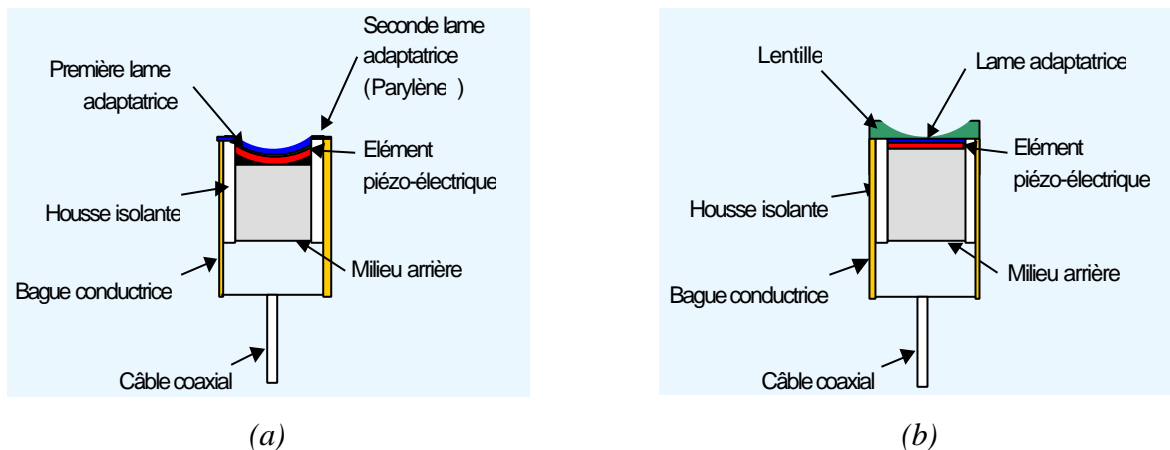 Seconde lame
adaptatrice
(Parylène )
Première lame
adaptatrice
Elément
piézo-électrique
Housse isolante
Milieu arrière
Bague conductrice
Câble coaxial
(a)
Lentille
Lame adaptatrice
Elément
piézo-électrique
Housse isolante
Milieu arrière
Bague conductrice
Câble coaxial
(b)